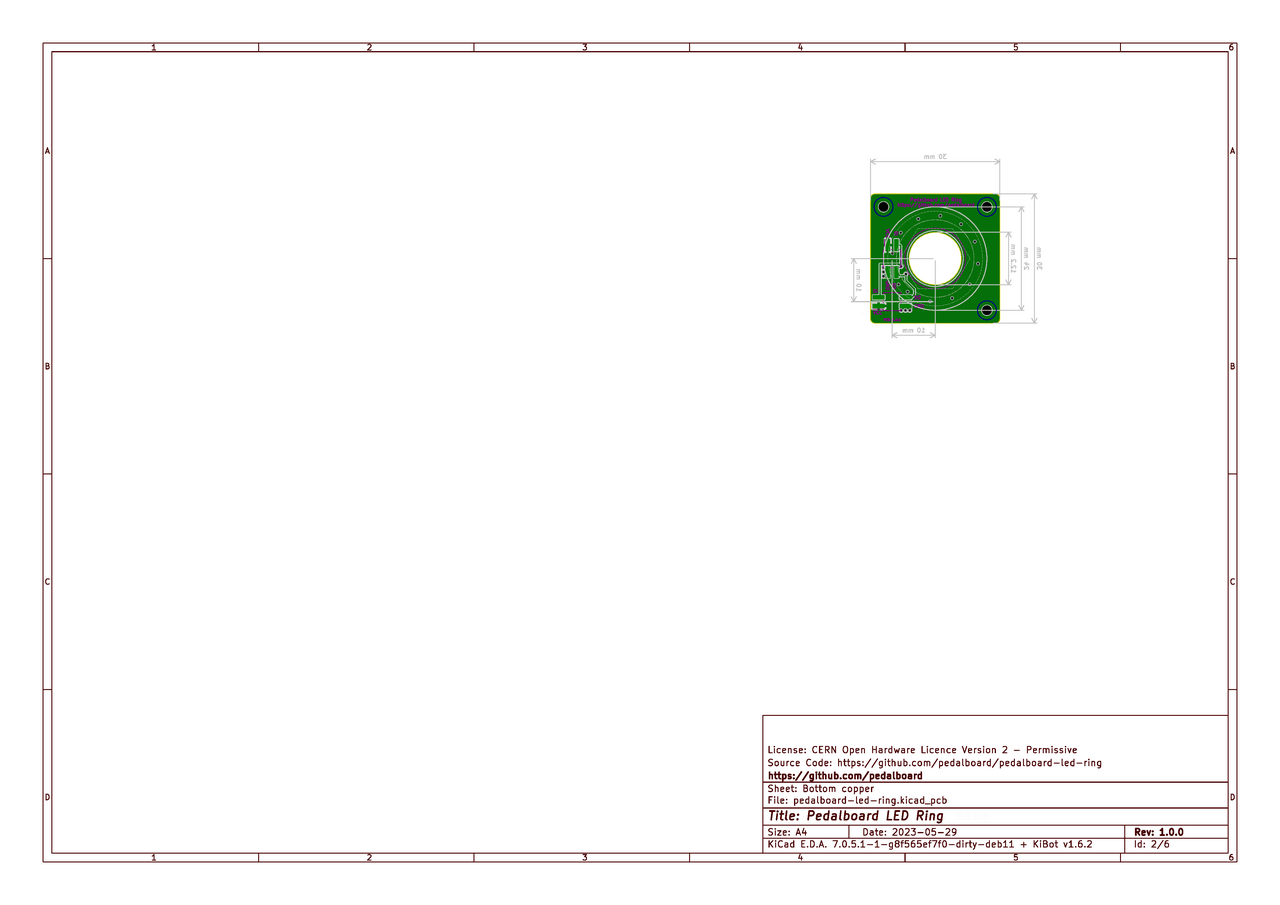 1 2 3 4 5 6
A A
30 mm
12.2 mm
24 mm
30 mm
10 mm
10 mm
B B
C C
License: CERN Open Hardware Licence Version 2 - Permissive
Source Code: https://github.com/pedalboard/pedalboard-led-ring
https://github.com/pedalboard
Sheet: Bottom copper
D D
File: pedalboard-led-ring.kicad_pcb
Title: Pedalboard LED Ring
Size: A4 Date: 2023-05-29 Rev: 1.0.0
KiCad E.D.A. 7.0.5.1-1-g8f565ef7f0-dirty-deb11 + KiBot v1.6.2 Id: 2/6
1 2 3 4 5 6